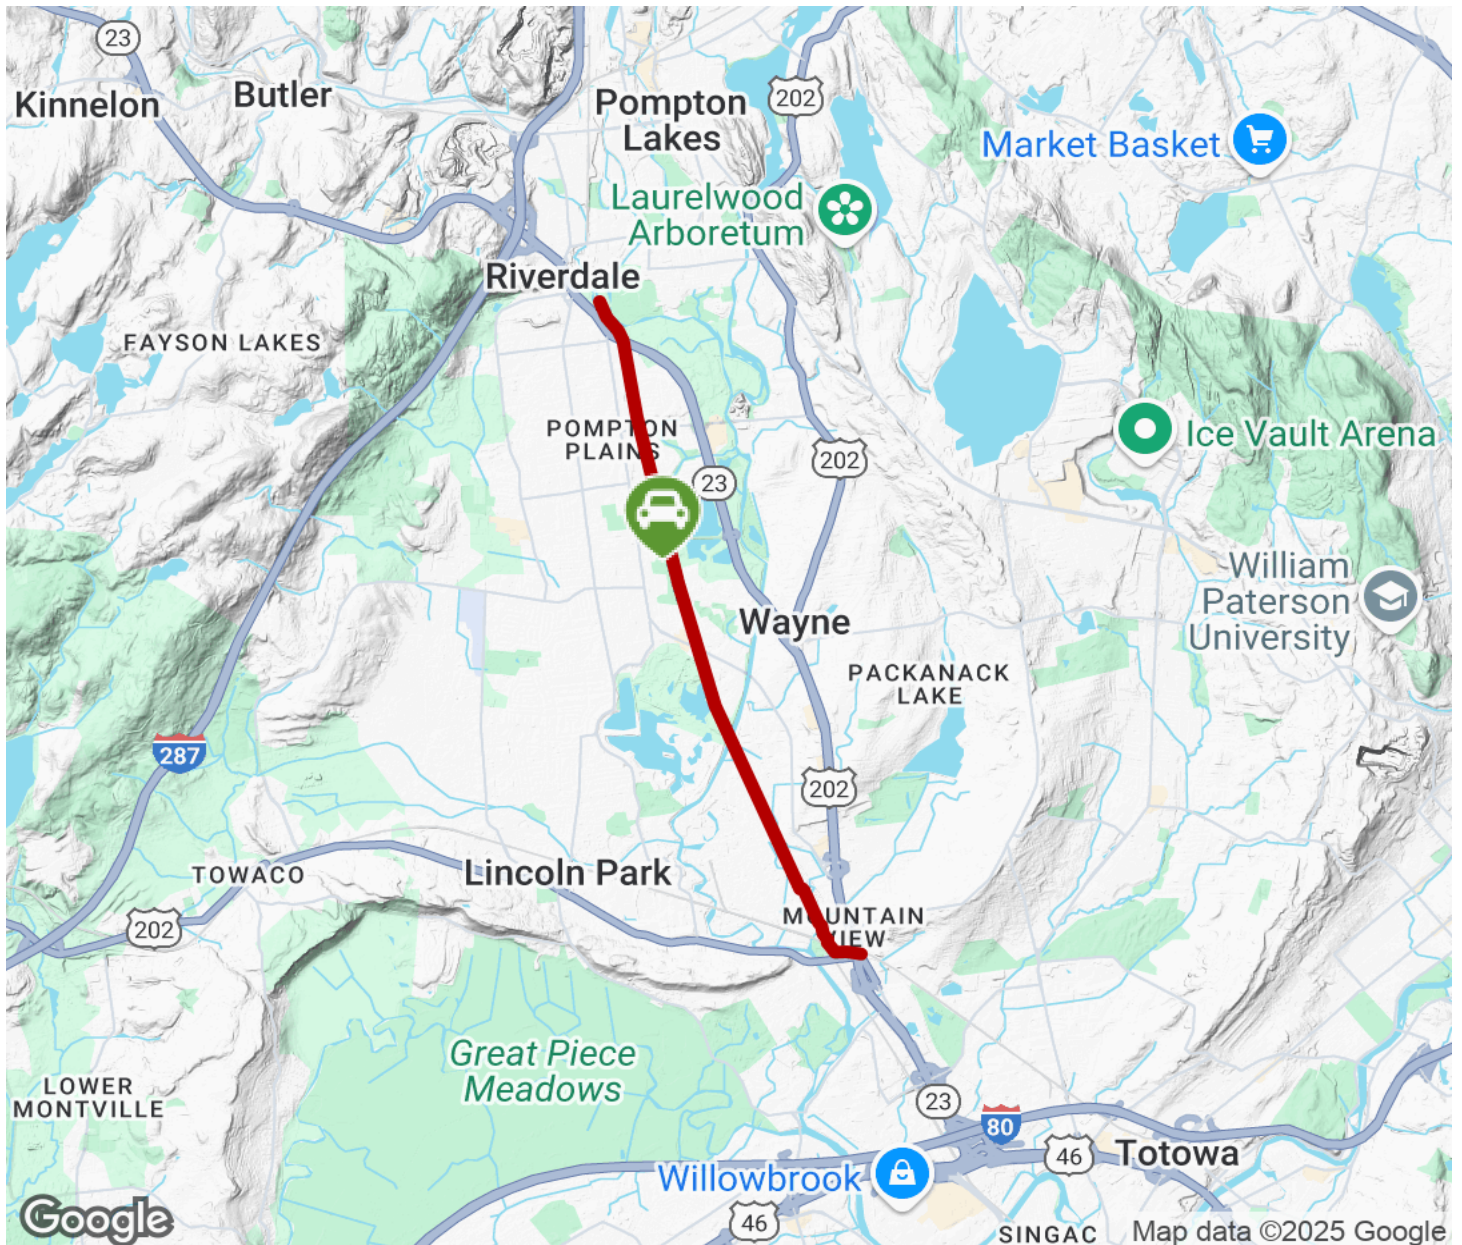 23
Kinnelon
Butler
Pompton
Lakes
202
Market Basket
Laurelwood
Arboretum
Riverdale
FAYSON LAKES
POMPTON
PLAINS
202
Ice Vault Arena
23
William
Paterson
University
Wayne
PACKANACK
LAKE
287
202
TOWACO
Lincoln Park
202
MOUNTAIN
VIEW
Great Piece
Meadows
LOWER
MONTVILLE
23
80
46
Totowa
Willowbrook
46
SINGAC
Google
Map data ©2025 Google